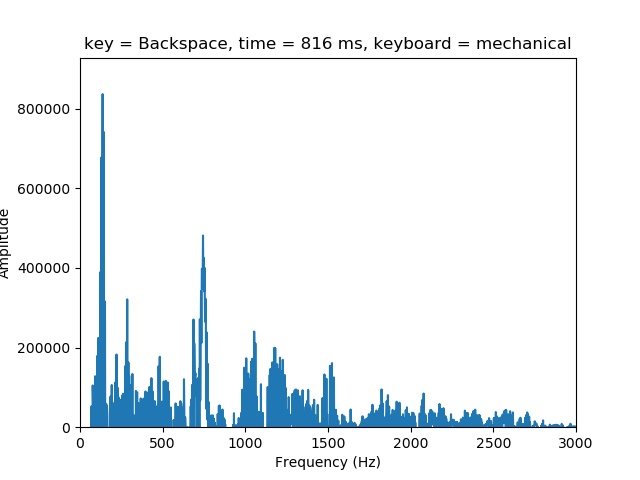 key = Backspace, time = 816 ms, keyboard = mechanical
800000
600000
400000
200000
0
Amplitude
0 500 1000 1500 2000 2500 3000
Frequency (Hz)